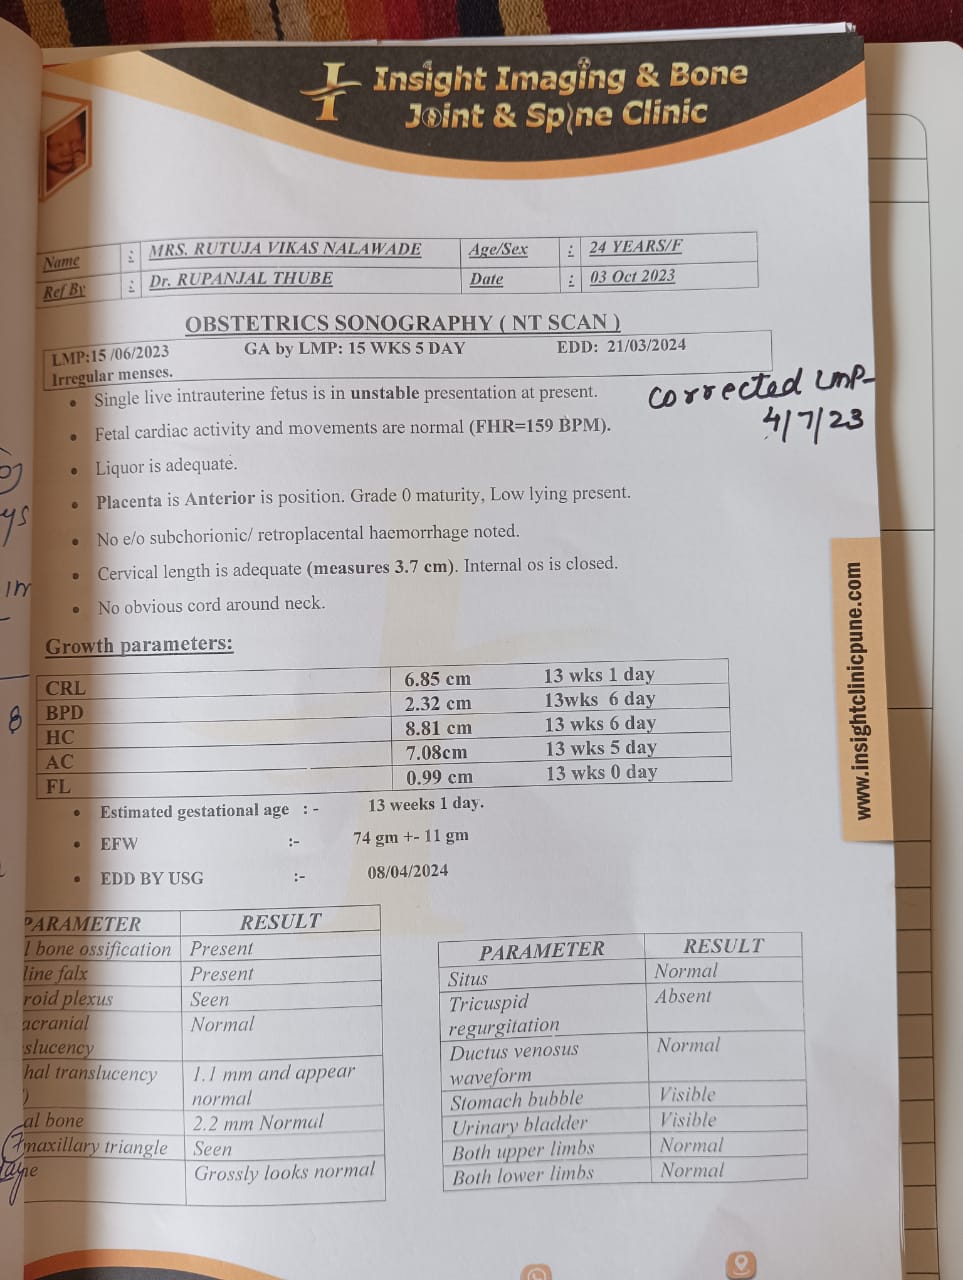 Insight Imaging & Bone
Joint & Spine Clinic
Name : MRS. RUTUJA VIKAS NALAWADE Age/Sex : 24 YEARS/F
Ref By : Dr. RUPANJAL THUBE Date : 03 Oct 2023
OBSTETRICS SONOGRAPHY ( NT SCAN )
LMP:15 /06/2023 GA by LMP: 15 WKS 5 DAY EDD: 21/03/2024
Irregular menses.
corrected LMP-
4/7/23
• Single live intrauterine fetus is in unstable presentation at present.
• Fetal cardiac activity and movements are normal (FHR=159 BPM).
• Liquor is adequate.
• Placenta is Anterior is position. Grade 0 maturity, Low lying present.
• No e/o subchorionic/ retroplacental haemorrhage noted.
• Cervical length is adequate (measures 3.7 cm). Internal os is closed.
• No obvious cord around neck.
Growth parameters:
CRL 6.85 cm 13 wks 1 day
BPD 2.32 cm 13wks 6 day
HC 8.81 cm 13 wks 6 day
AC 7.08cm 13 wks 5 day
FL 0.99 cm 13 wks 0 day
• Estimated gestational age : - 13 weeks 1 day.
• EFW :- 74 gm +- 11 gm
• EDD BY USG :- 08/04/2024
PARAMETER RESULT
l bone ossification Present
line falx Present
roid plexus Seen
acranial Normal
slucency
hal translucency 1.1 mm and appear
) normal
al bone 2.2 mm Normal
maxillary triangle Seen
ne Grossly looks normal
PARAMETER RESULT
Situs Normal
Tricuspid Absent
regurgitation
Ductus venosus Normal
waveform
Stomach bubble Visible
Urinary bladder Visible
Both upper limbs Normal
Both lower limbs Normal
www.insightclinicpune.com